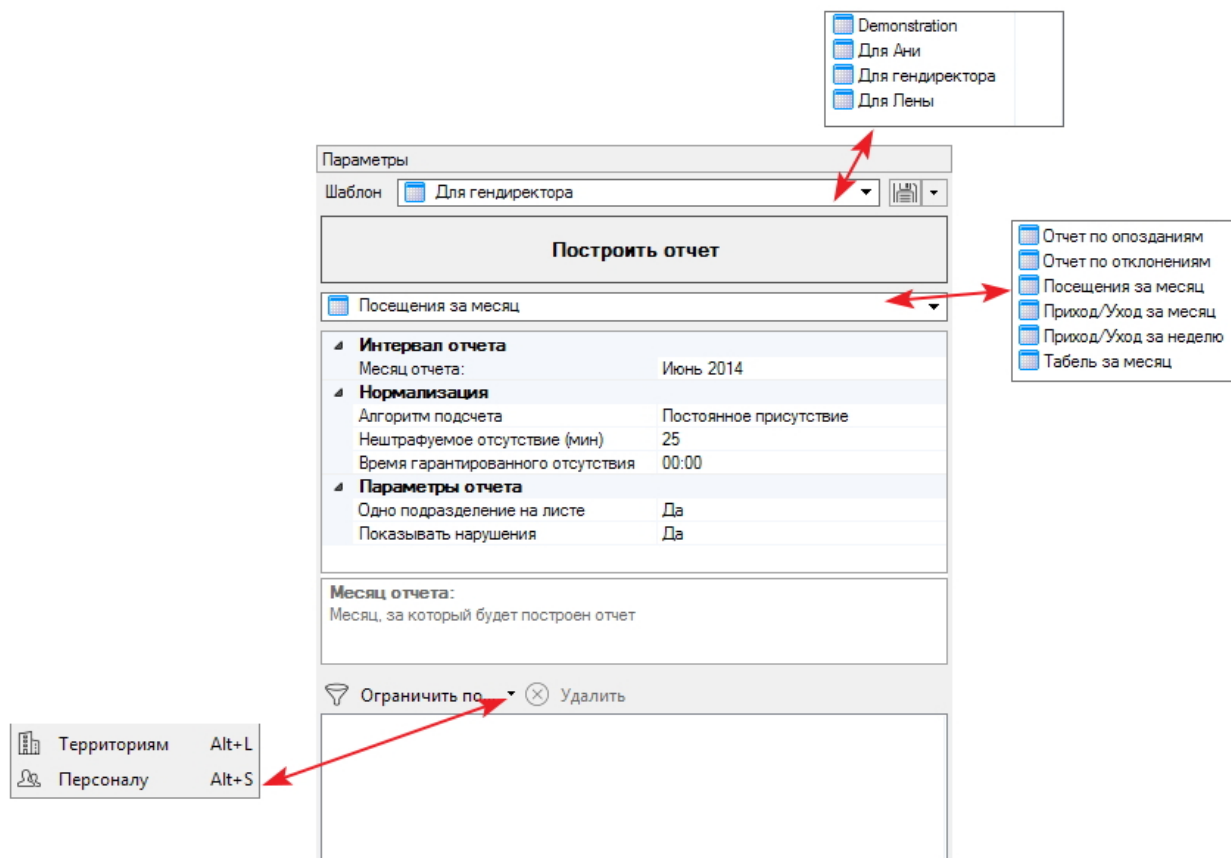 Demonstration
Для Ани
Для гендиректора
Для Лены
Параметры
Шаблон Для гендиректора
Построить отчет
Посещения за месяц
Отчет по опозданиям
Отчет по отклонениям
Посещения за месяц
Приход/Уход за месяц
Приход/Уход за неделю
Табель за месяц
Интервал отчета
Месяц отчета: Июнь 2014
Нормализация
Алгоритм подсчета Постоянное присутствие
Нештрафуемое отсутствие (мин) 25
Время гарантированного отсутствия 00:00
Параметры отчета
Одно подразделение на листе Да
Показывать нарушения Да
Месяц отчета:
Месяц, за который будет построен отчет
Ограничить по... Удалить
Территориям Alt+L
Персоналу Alt+S